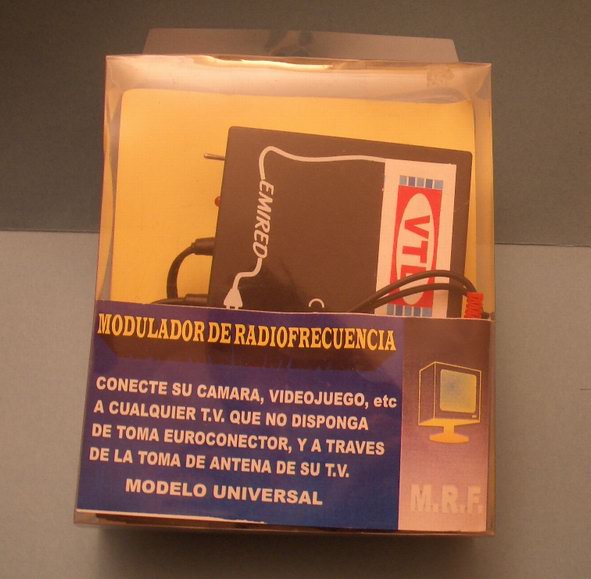 EMIRED
MODULADOR DE RADIOFRECUENCIA
CONECTE SU CAMARA, VIDEOJUEGO, etc
A CUALQUIER T.V. QUE NO DISPONGA
DE TOMA EUROCONECTOR, Y A TRAVES
DE LA TOMA DE ANTENA DE SU T.V.
MODELO UNIVERSAL
M.R.F.